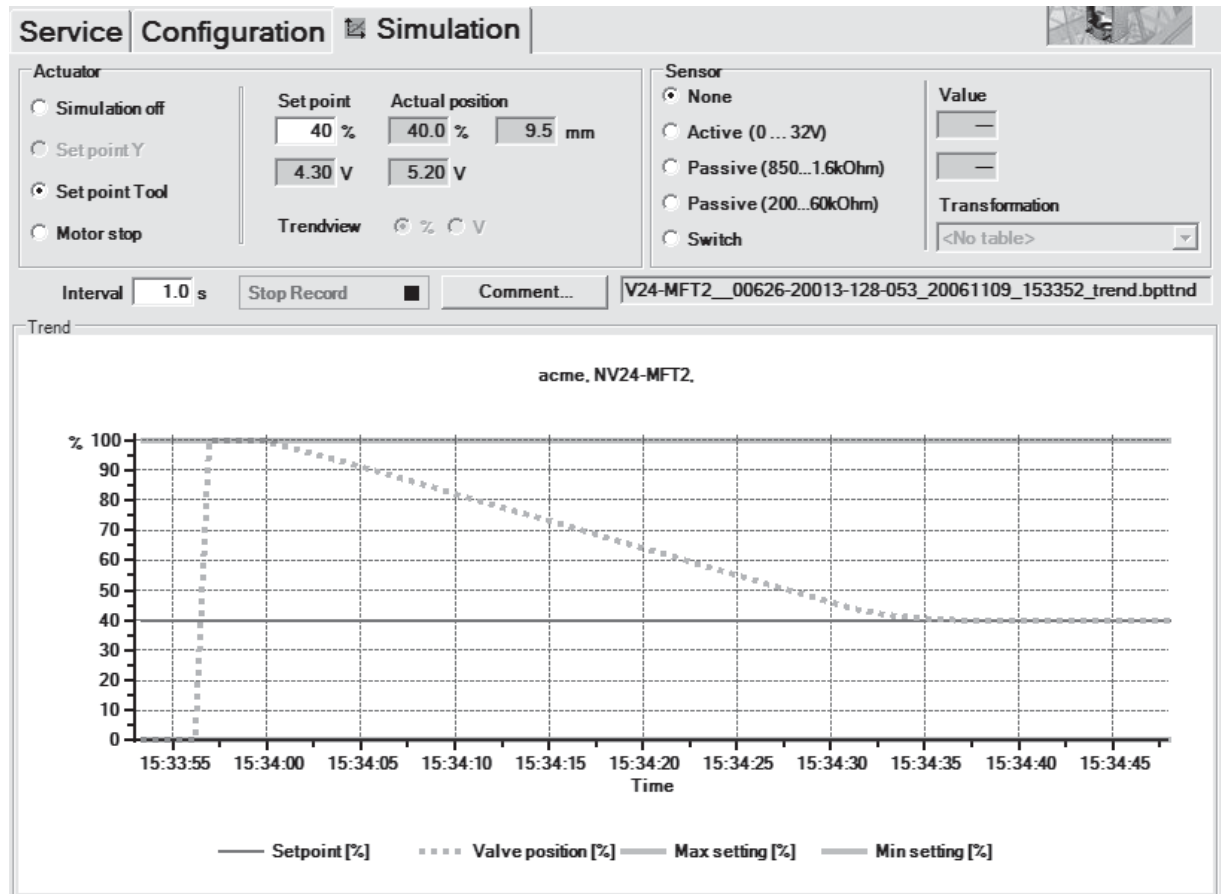 Service Configuration Simulation
Actuator
Simulation off
Set point Y
Set point Tool
Motor stop
Set point Actual position
40 % 40.0 % 9.5 mm
4.30 V 5.20 V
Trendview % V
Sensor
None
Active (0 ... 32V)
Passive (850...1.6kOhm)
Passive (200...60kOhm)
Switch
Value
—
—
Transformation
<No table>
Interval 1.0 s Stop Record Comment... V24-MFT2__00626-20013-128-053_20061109_153352_trend.bpttnd
Trend
acme, NV24-MFT2,
% 100
90
80
70
60
50
40
30
20
10
0
15:33:55 15:34:00 15:34:05 15:34:10 15:34:15 15:34:20 15:34:25 15:34:30 15:34:35 15:34:40 15:34:45
Time
Setpoint [%] Valve position [%] Max setting [%] Min setting [%]